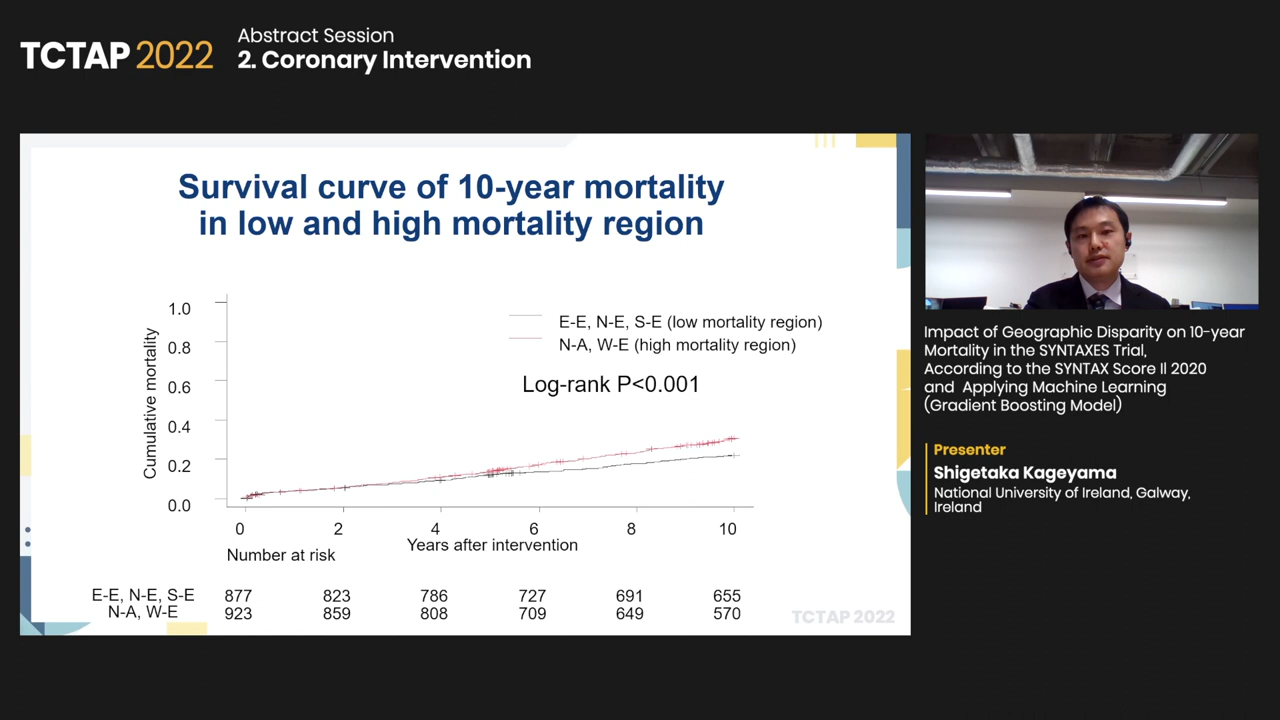 TCTAP 2022
Abstract Session
2. Coronary Intervention
Survival curve of 10-year mortality
in low and high mortality region
Cumulative mortality
1.0
0.8
0.6
0.4
0.2
0.0
E-E, N-E, S-E (low mortality region)
N-A, W-E (high mortality region)
Log-rank P<0.001
0 2 4 6 8 10
Years after intervention
Number at risk
E-E, N-E, S-E 877 823 786 727 691 655
N-A, W-E 923 859 808 709 649 570
TCTAP 2022
Impact of Geographic Disparity on 10-year
Mortality in the SYNTAXES Trial,
According to the SYNTAX Score II 2020
and Applying Machine Learning
(Gradient Boosting Model)
Presenter
Shigetaka Kageyama
National University of Ireland, Galway,
Ireland